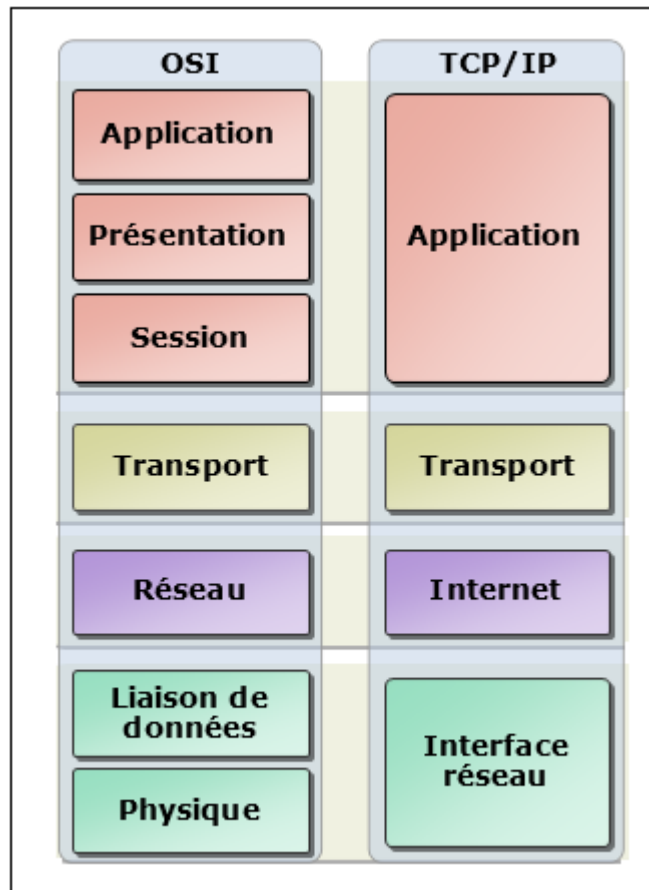 OSI
Application
Présentation
Session
Transport
Réseau
Liaison de
données
Physique
TCP/IP
Application
Transport
Internet
Interface
réseau